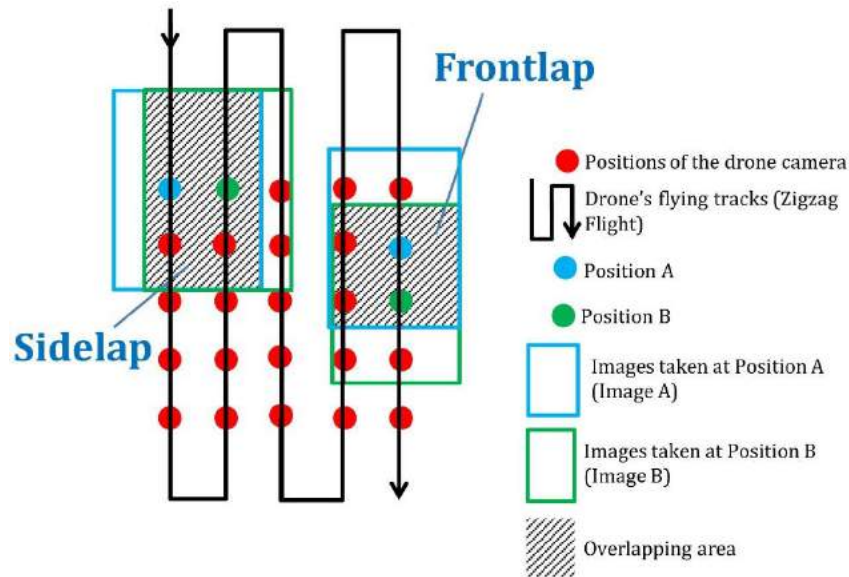 Frontlap
Sidelap
Positions of the drone camera
Drone's flying tracks (Zigzag
Flight)
Position A
Position B
Images taken at Position A
(Image A)
Images taken at Position B
(Image B)
Overlapping area